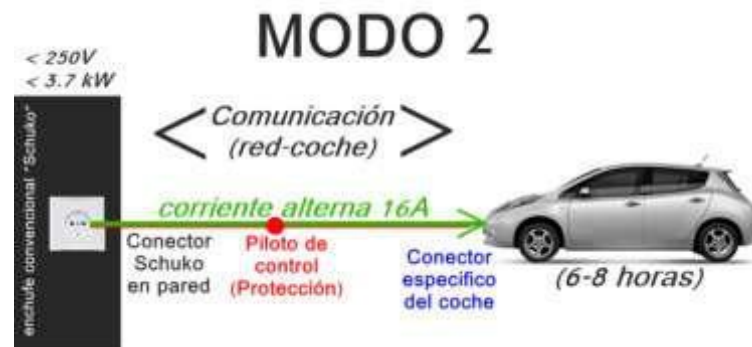 MODO 2
< 250V
< 3.7 kW
enchufe convencional "Schuko"
Comunicación
(red-coche)
corriente alterna 16A
Conector
Schuko
en pared
Piloto de
control
(Protección)
Conector
especifico
del coche
(6-8 horas)